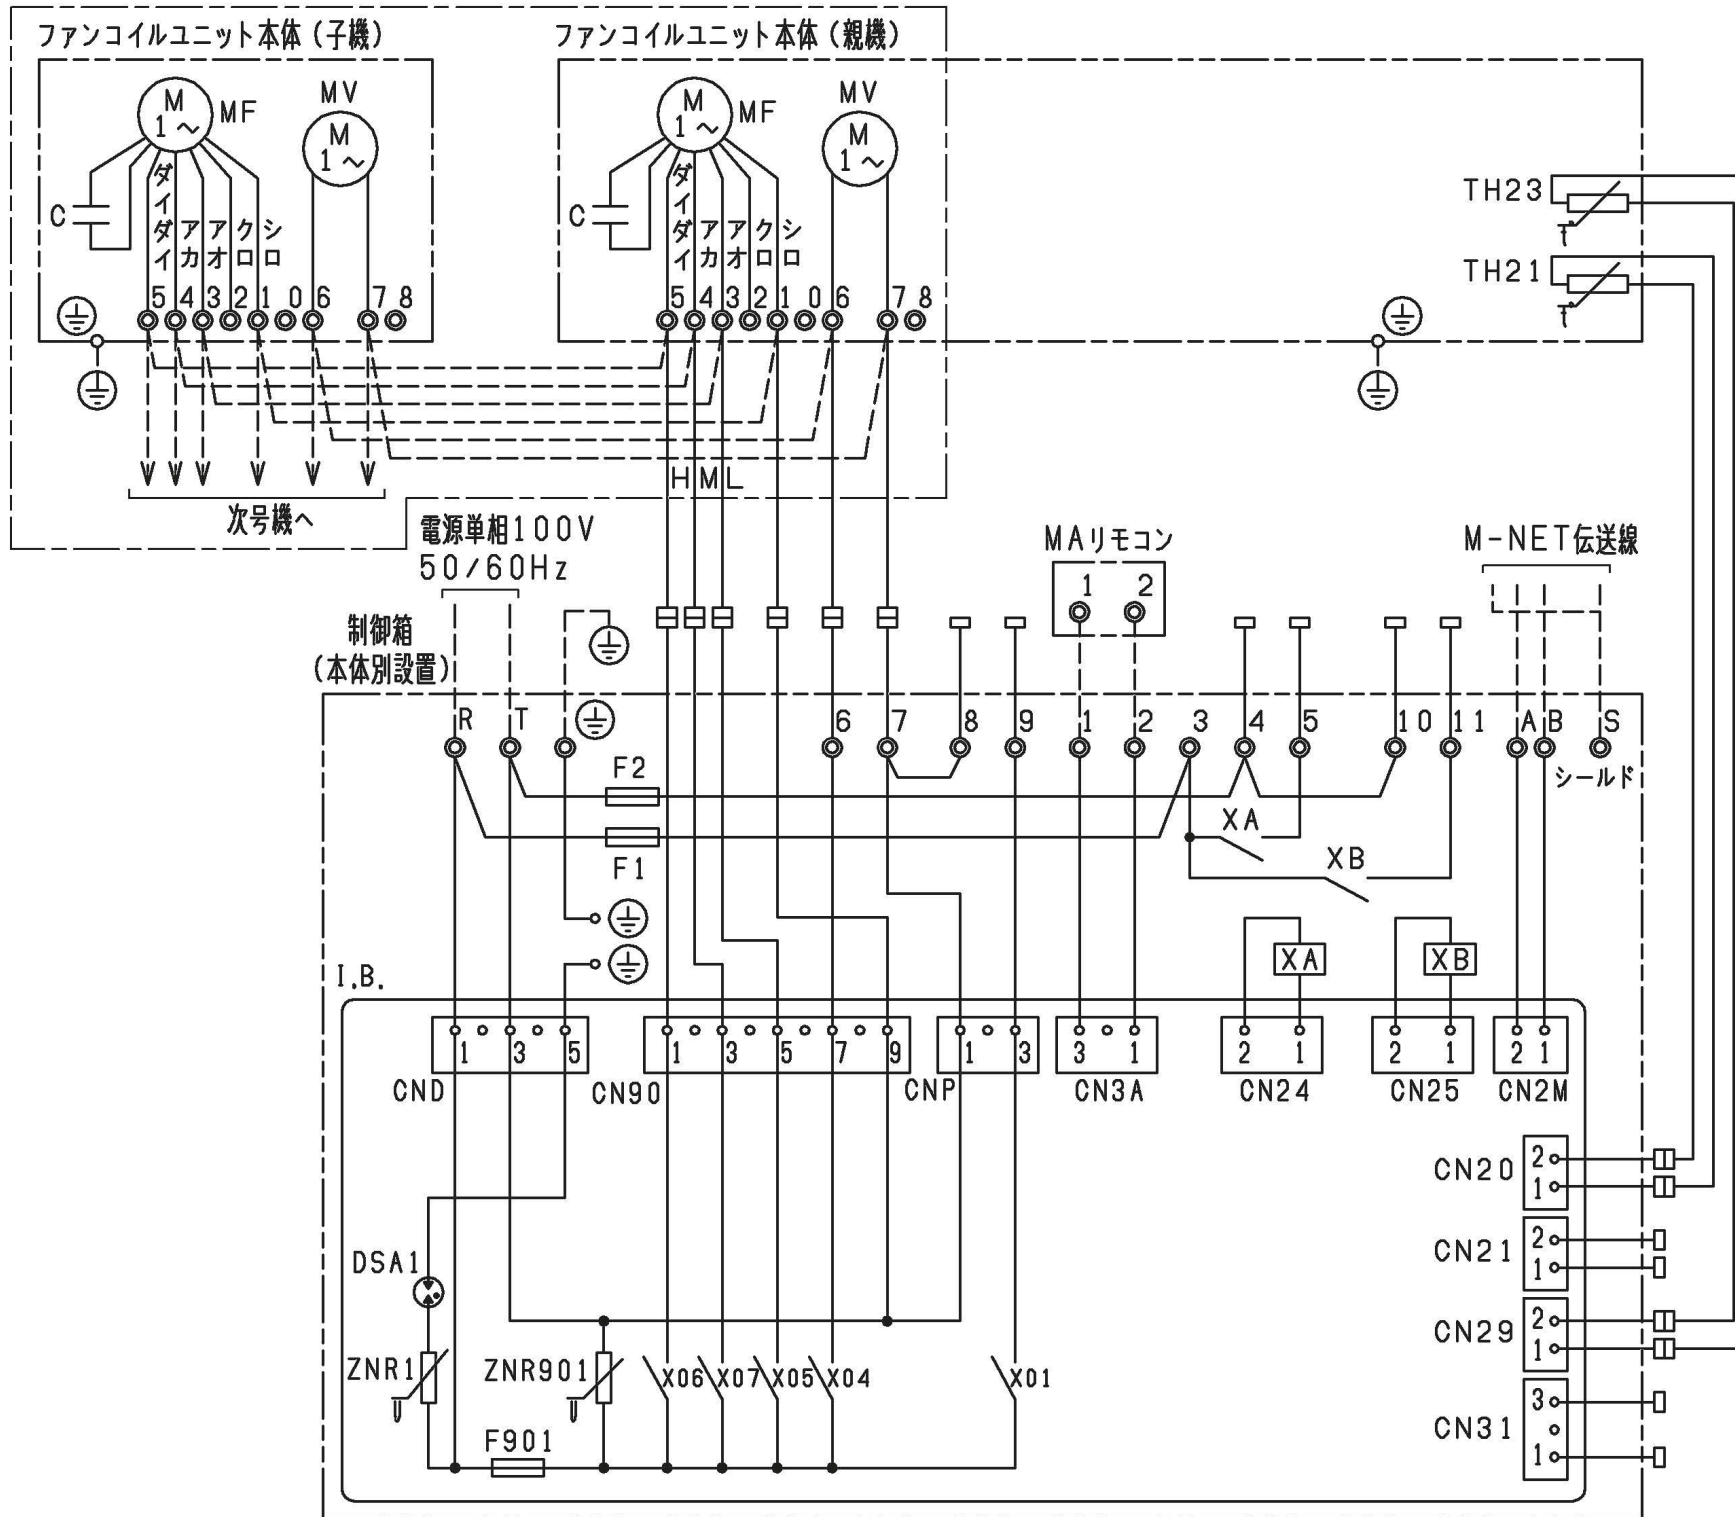 ファンコイルユニット本体(子機)
ファンコイルユニット本体(親機)
M
1~
MF
MV
M
1~
C
ダイダイ
アカ
アオ
クロ
シロ
5 4 3 2 1 0 6 7 8
M
1~
MF
MV
M
1~
C
ダイダイ
アカ
アオ
クロ
シロ
5 4 3 2 1 0 6 7 8
TH23
t°
TH21
t°
H M L
次号機へ
電源単相100V
50/60Hz
MAリモコン
1 2
M-NET伝送線
制御箱
(本体別設置)
R T 6 7 8 9 1 2 3 4 5 10 11 A B S
シールド
F2
F1
XA
XB
XA
XB
I.B.
1 3 5
CND
1 3 5 7 9
CN90
1 3
CNP
3 1
CN3A
2 1
CN24
2 1
CN25
2 1
CN2M
CN20
2
1
CN21
2
1
CN29
2
1
CN31
3
1
DSA1
ZNR1
U
ZNR901
U
X06 X07 X05 X04 X01
F901